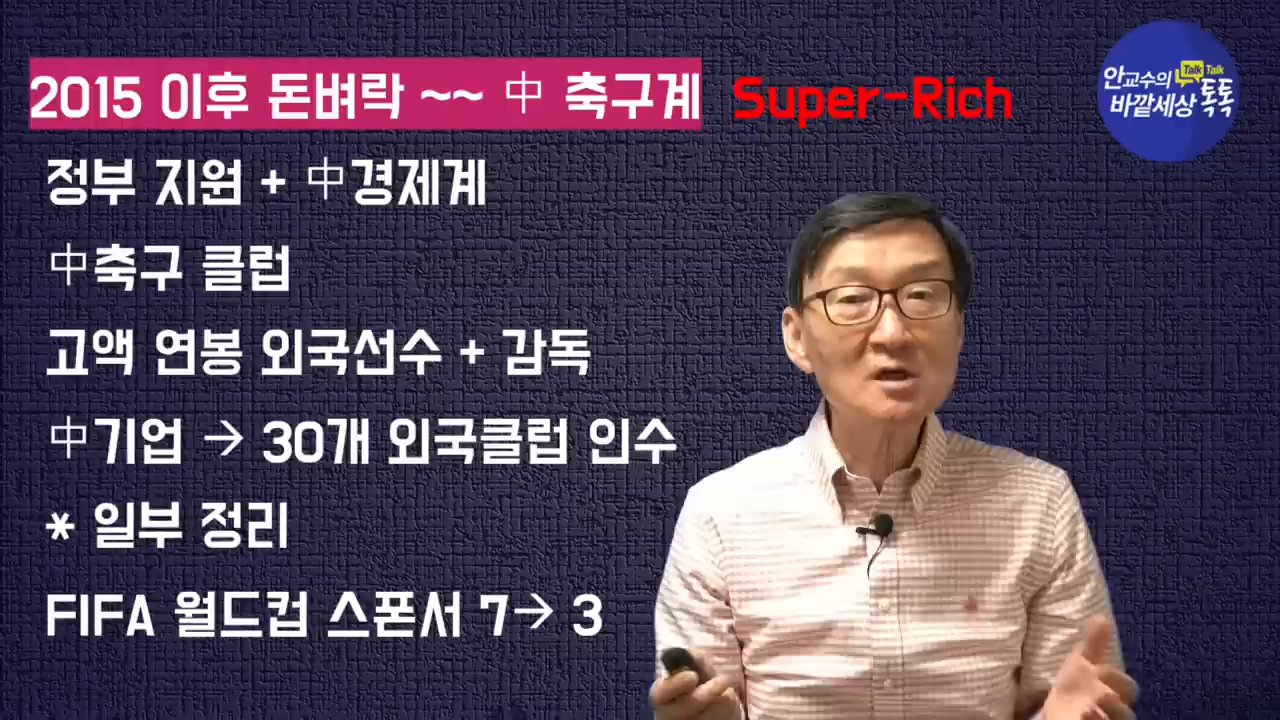 2015 이후 돈벼락 ~~ 中 축구계 Super-Rich
안교수의 Talk Talk
바깥세상 톡톡
정부 지원 + 中경제계
中축구 클럽
고액 연봉 외국선수 + 감독
中기업 → 30개 외국클럽 인수
* 일부 정리
FIFA 월드컵 스폰서 7→ 3